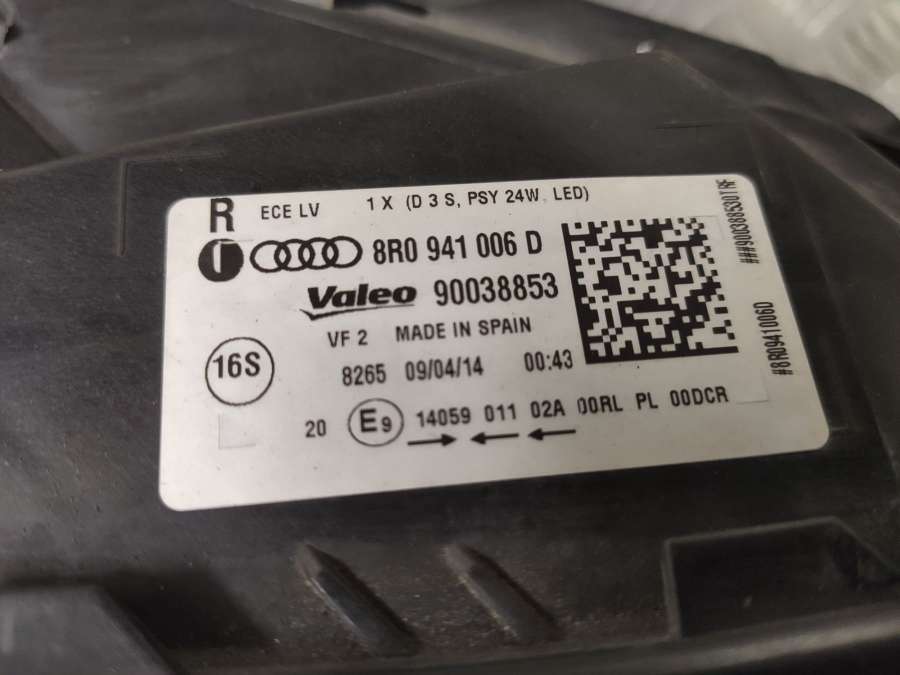 R ECE LV 1 X (D 3 S, PSY 24W, LED)
8R0 941 006 D
Valeo 90038853
VF 2 MADE IN SPAIN
16S
8265 09/04/14 00:43
20 E9 14059 011 02A 00RL PL 00DCR
###90038853DTRF
#8R0941006D